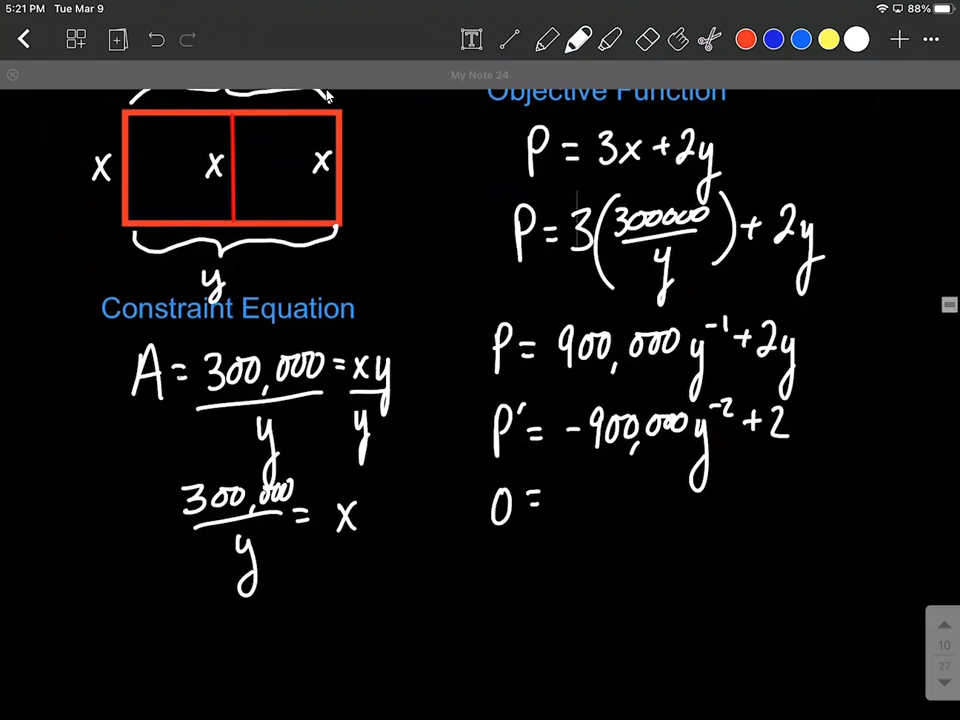 5:21 PM Tue Mar 9
88%
My Note 24
x x x
y
Constraint Equation
A = 300,000/y = xy/y
300,000/y = x
Objective Function
P = 3x + 2y
P = 3(300000/y) + 2y
P = 900,000 y⁻¹ + 2y
P' = -900,000 y⁻² + 2
0 =
10
27